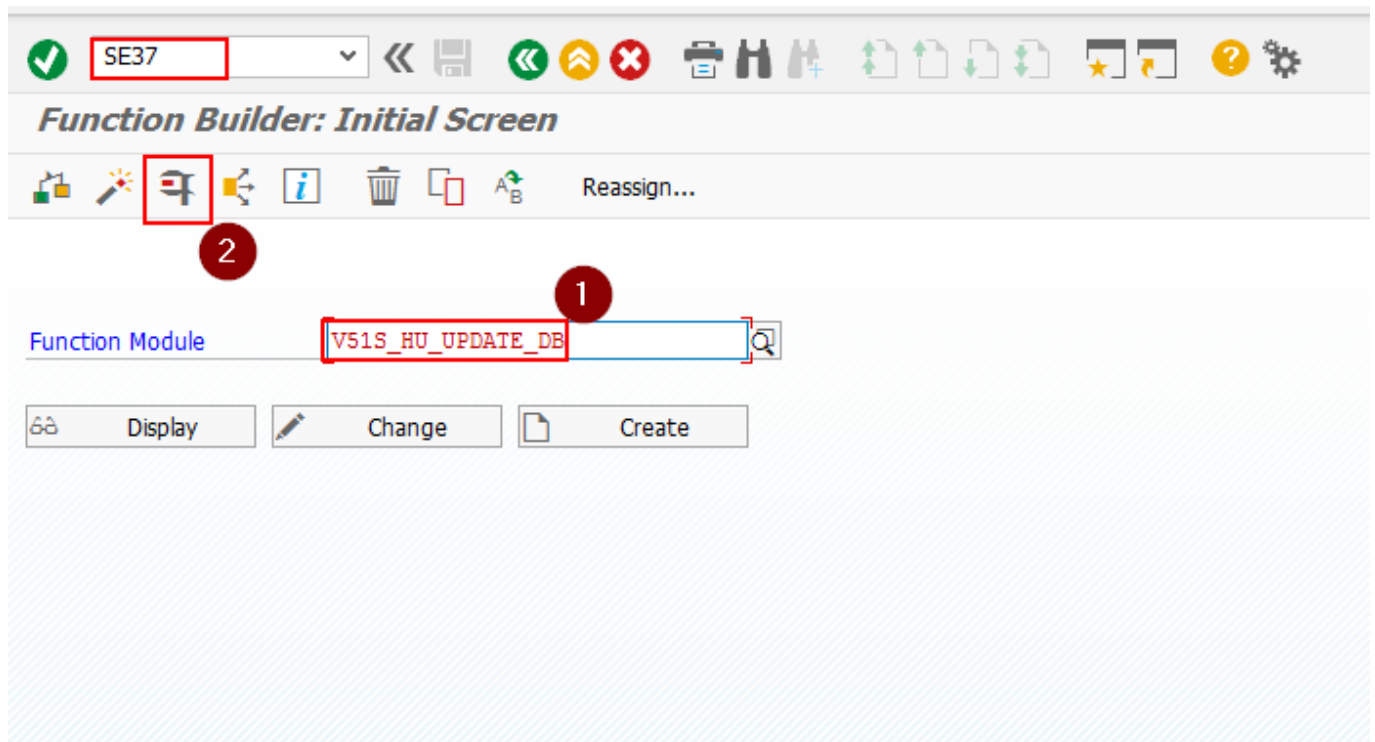 SE37
Function Builder: Initial Screen
Reassign...
2
1
Function Module V51S_HU_UPDATE_DB
Display Change Create